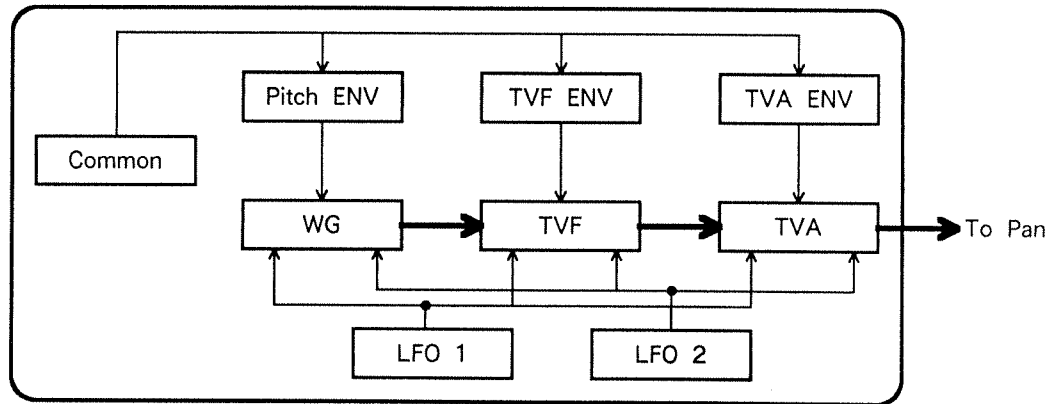 Pitch ENV
TVF ENV
TVA ENV
Common
WG
TVF
TVA
To Pan
LFO 1
LFO 2